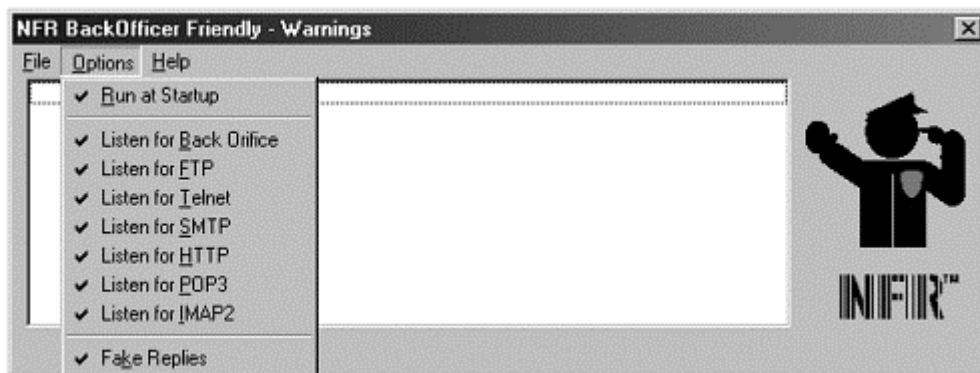 NFR BackOfficer Friendly - Warnings
File Options Help
✔ Run at Startup
✔ Listen for Back Orifice
✔ Listen for FTP
✔ Listen for Telnet
✔ Listen for SMTP
✔ Listen for HTTP
✔ Listen for POP3
✔ Listen for IMAP2
✔ Fake Replies
NFR™